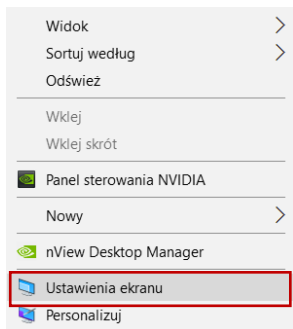 Widok
Sortuj według
Odśwież
Wklej
Wklej skrót
Panel sterowania NVIDIA
Nowy
nView Desktop Manager
Ustawienia ekranu
Personalizuj